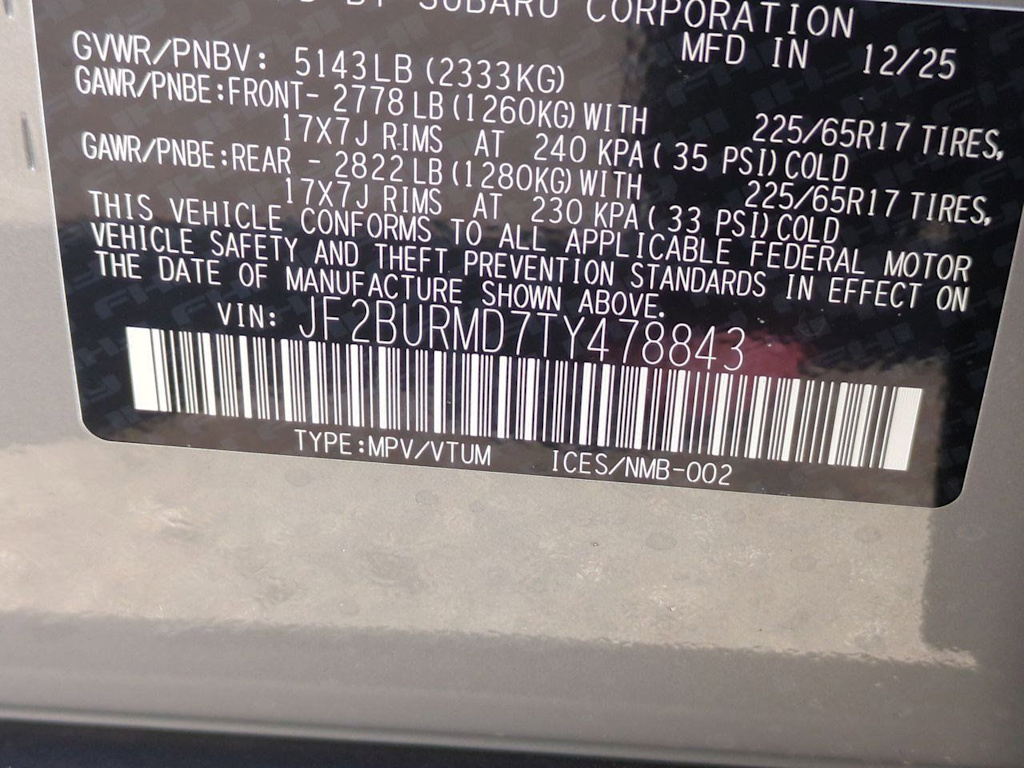 BY SUBARU CORPORATION
MFD IN 12/25
GVWR/PNBV: 5143LB (2333KG)
GAWR/PNBE:FRONT- 2778 LB (1260KG) WITH 225/65R17 TIRES,
17X7J RIMS AT 240 KPA ( 35 PSI) COLD
GAWR/PNBE:REAR - 2822 LB (1280KG) WITH 225/65R17 TIRES,
17X7J RIMS AT 230 KPA ( 33 PSI) COLD
THIS VEHICLE CONFORMS TO ALL APPLICABLE FEDERAL MOTOR
VEHICLE SAFETY AND THEFT PREVENTION STANDARDS IN EFFECT ON
THE DATE OF MANUFACTURE SHOWN ABOVE.
VIN: JF2BURMD7TY478843
TYPE:MPV/VTUM ICES/NMB-002